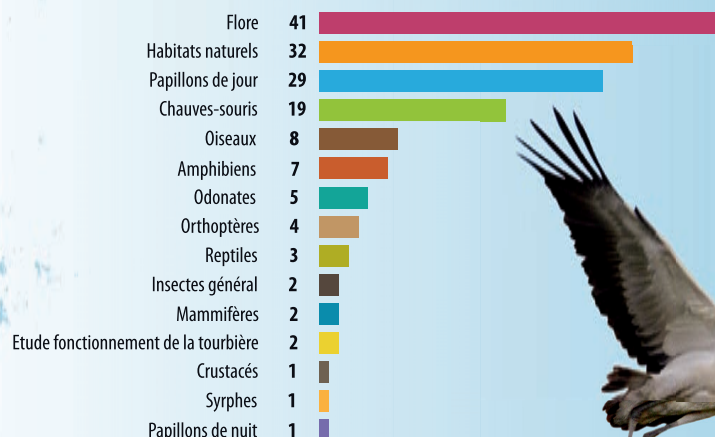 Flore 41
Habitats naturels 32
Papillons de jour 29
Chauves-souris 19
Oiseaux 8
Amphibiens 7
Odonates 5
Orthoptères 4
Reptiles 3
Insectes général 2
Mammifères 2
Etude fonctionnement de la tourbière 2
Crustacés 1
Syrphes 1
Papillons de nuit 1